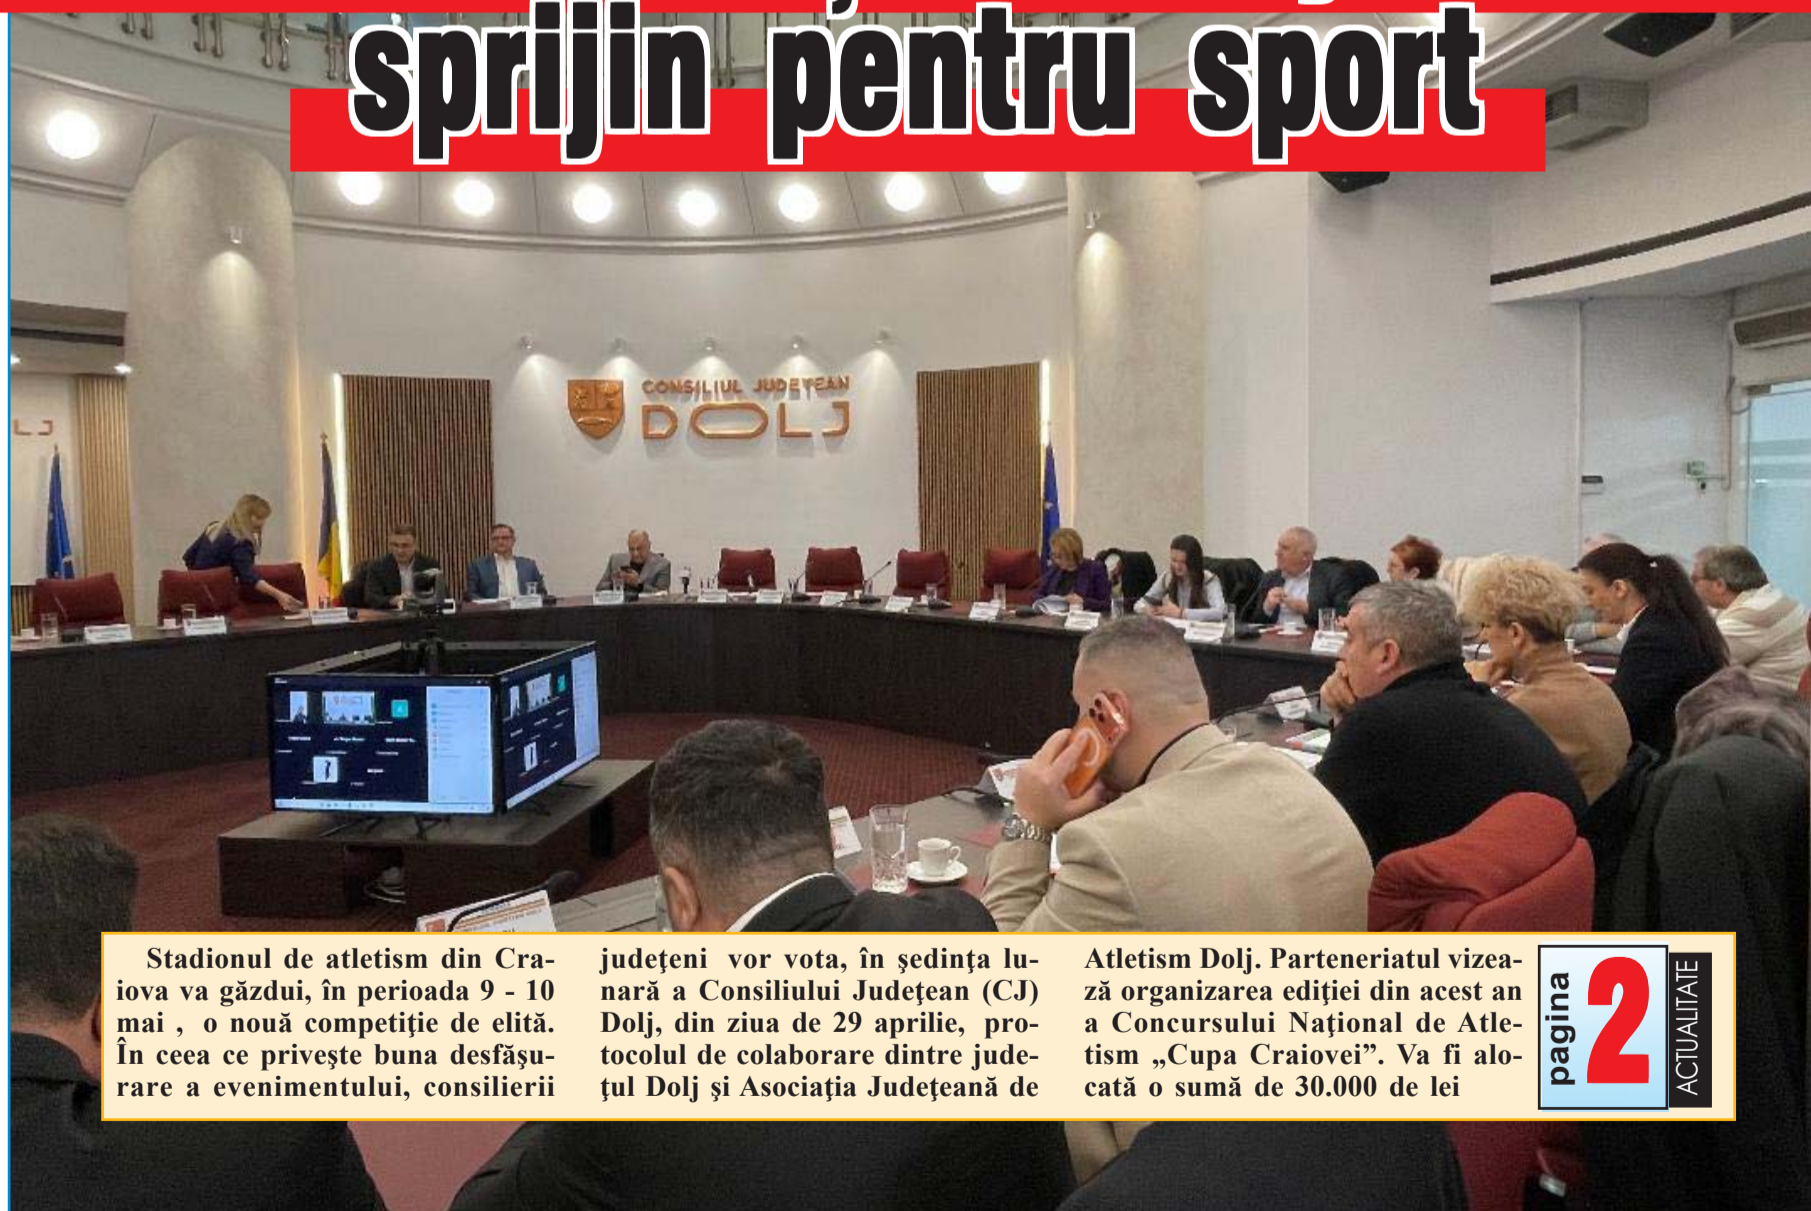 sprijin pentru sport
CONSILIUL JUDEȚEAN
DOLJ
LJ
Stadionul de atletism din Cra-
iova va găzdui, în perioada 9 - 10
mai , o nouă competiţie de elită.
În ceea ce priveşte buna desfăşu-
rare a evenimentului, consilierii
judeţeni vor vota, în şedinţa lu-
nară a Consiliului Judeţean (CJ)
Dolj, din ziua de 29 aprilie, pro-
tocolul de colaborare dintre jude-
ţul Dolj şi Asociaţia Judeţeană de
Atletism Dolj. Parteneriatul vizea-
ză organizarea ediţiei din acest an
a Concursului Naţional de Atle-
tism „Cupa Craiovei”. Va fi alo-
cată o sumă de 30.000 de lei
pagina
2
ACTUALITATE